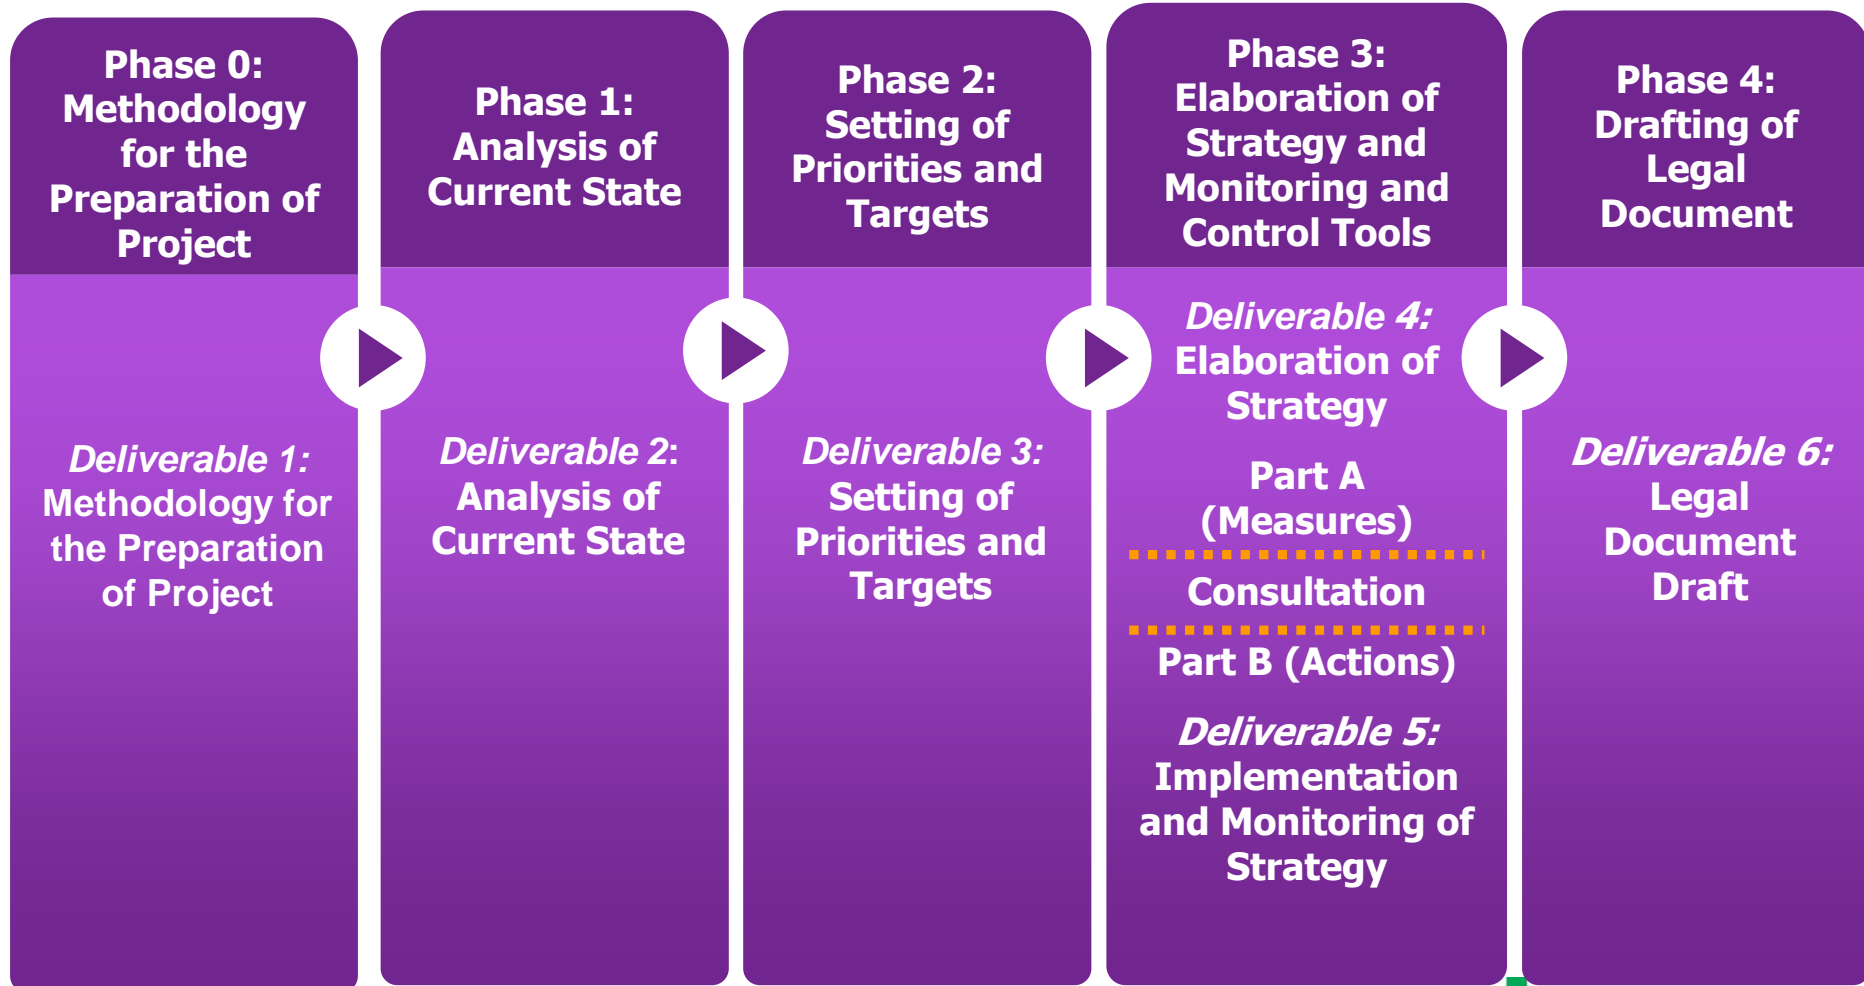 Phase 0:
Methodology
for the
Preparation of
Project
Deliverable 1:
Methodology for
the Preparation
of Project
Phase 1:
Analysis of
Current State
Deliverable 2:
Analysis of
Current State
Phase 2:
Setting of
Priorities and
Targets
Deliverable 3:
Setting of
Priorities and
Targets
Phase 3:
Elaboration of
Strategy and
Monitoring and
Control Tools
Deliverable 4:
Elaboration of
Strategy
Part A
(Measures)
Consultation
Part B (Actions)
Deliverable 5:
Implementation
and Monitoring of
Strategy
Phase 4:
Drafting of
Legal
Document
Deliverable 6:
Legal
Document
Draft